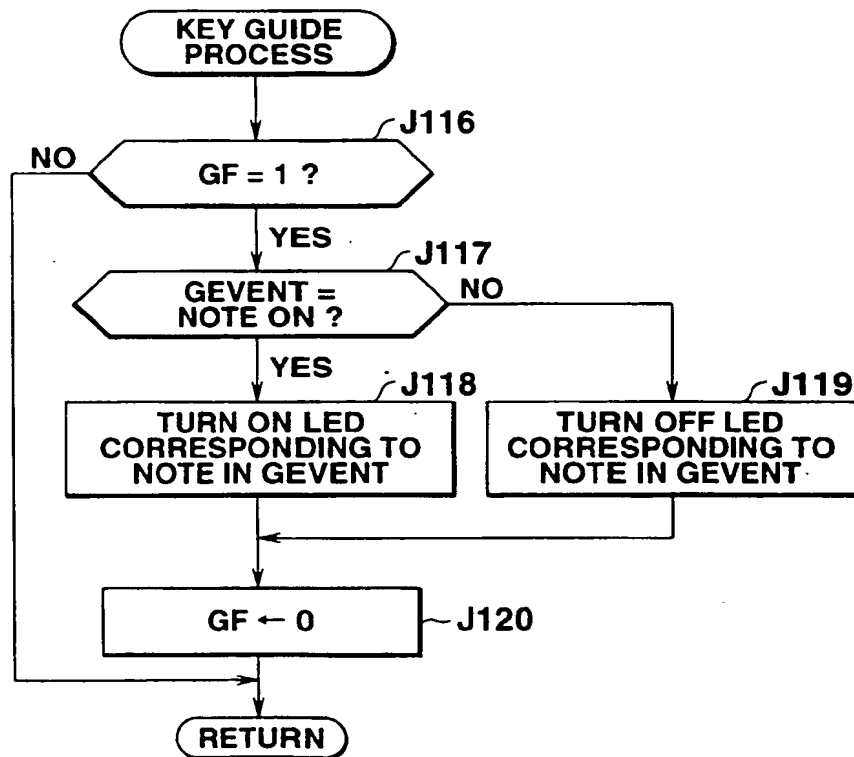 KEY GUIDE
PROCESS
J116
NO
GF = 1 ?
YES
J117
GEVENT =
NOTE ON ?
NO
YES
J118
TURN ON LED
CORRESPONDING TO
NOTE IN GEVENT
J119
TURN OFF LED
CORRESPONDING TO
NOTE IN GEVENT
GF ← 0
J120
RETURN